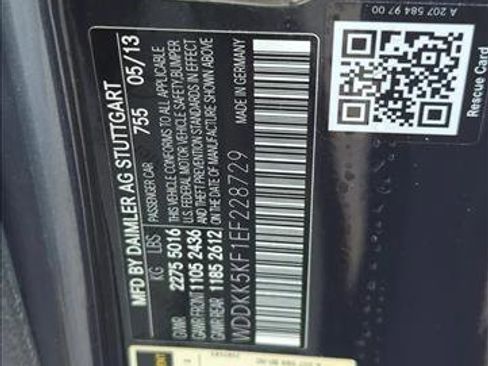 MFD BY DAIMLER AG STUTTGART
755 05/13
PASSENGER CAR
KG LBS
GVWR 2275 5016
GAWR FRONT 1105 2436
GAWR REAR 1185 2612
THIS VEHICLE CONFORMS TO ALL APPLICABLE
U.S. FEDERAL MOTOR VEHICLE SAFETY/BUMPER
AND THEFT PREVENTION STANDARDS IN EFFECT
ON THE DATE OF MANUFACTURE SHOWN ABOVE
WDDKK5KF1EF228729 MADE IN GERMANY
A 207 584 97 00
Rescue Card